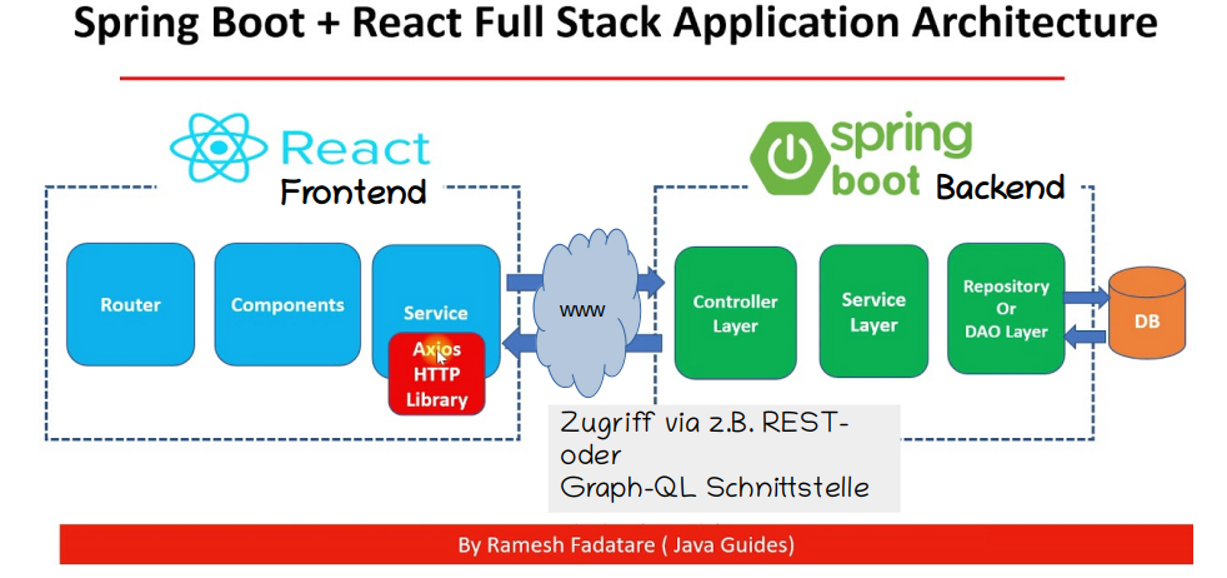 Spring Boot + React Full Stack Application Architecture
React
Frontend
spring
boot
Backend
Router
Components
Service
Axios
HTTP
Library
www
Controller
Layer
Service
Layer
Repository
Or
DAO Layer
DB
Zugriff via z.B. REST-
oder
Graph-QL Schnittstelle
By Ramesh Fadatare ( Java Guides)